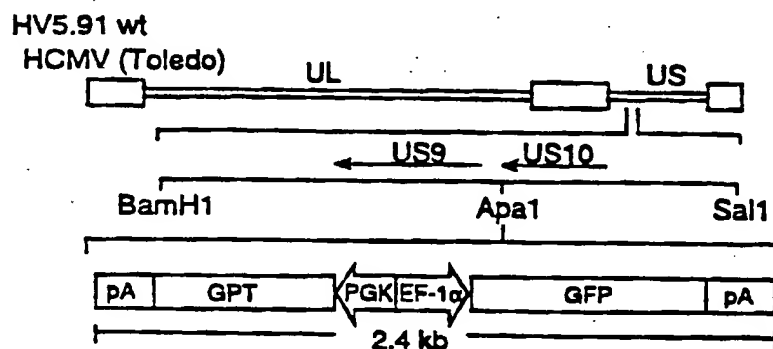 HV5.91 wt
HCMV (Toledo)
UL US
US9 US10
BamH1 Apa1 Sal1
pA GPT PGK EF-1α GFP pA
2.4 kb